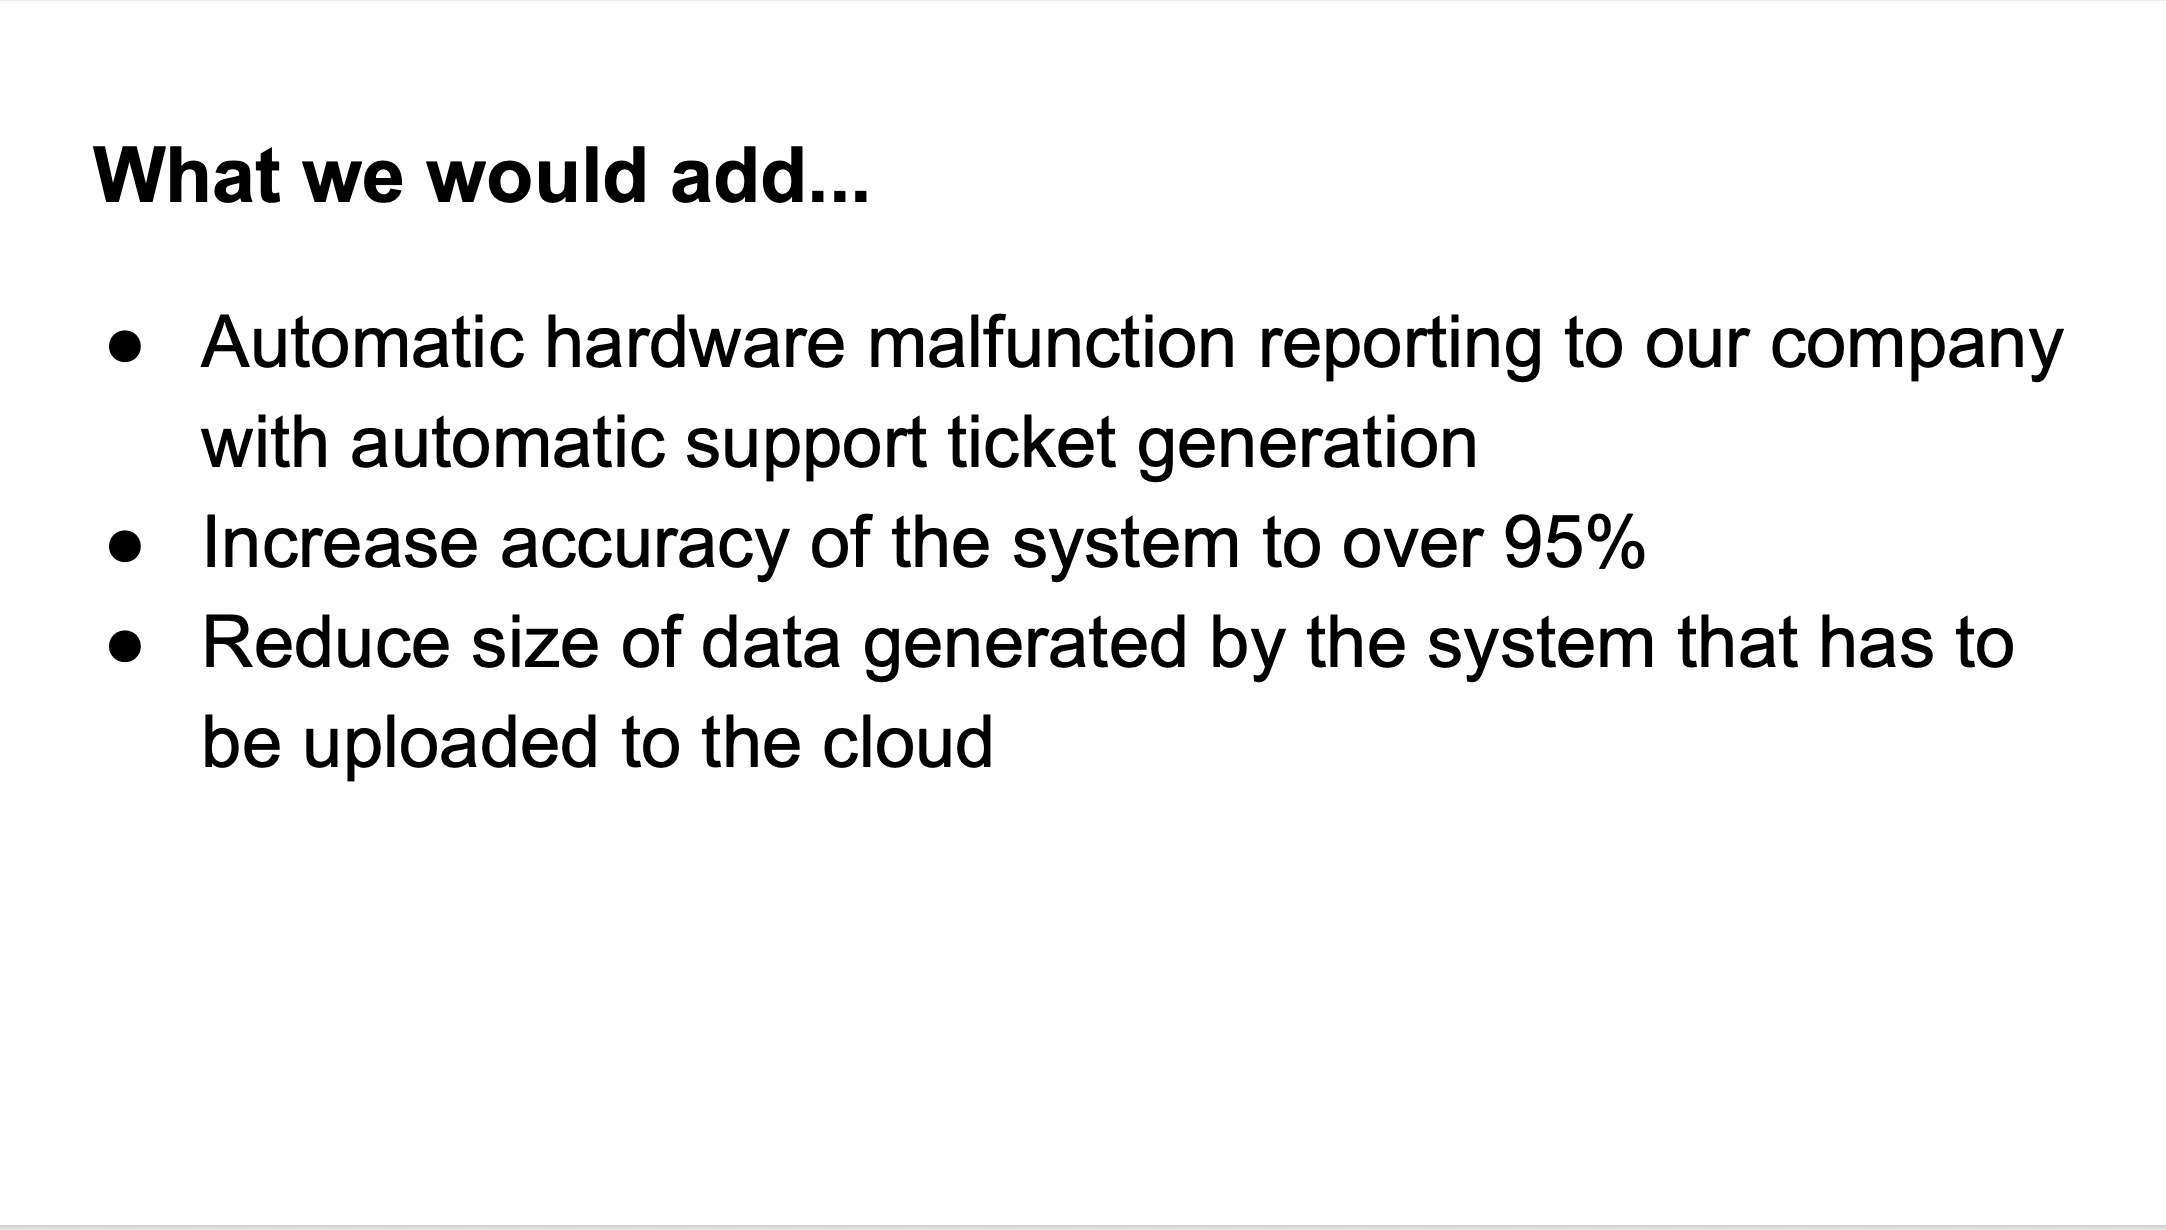 What we would add...
● Automatic hardware malfunction reporting to our company
with automatic support ticket generation
● Increase accuracy of the system to over 95%
● Reduce size of data generated by the system that has to
be uploaded to the cloud